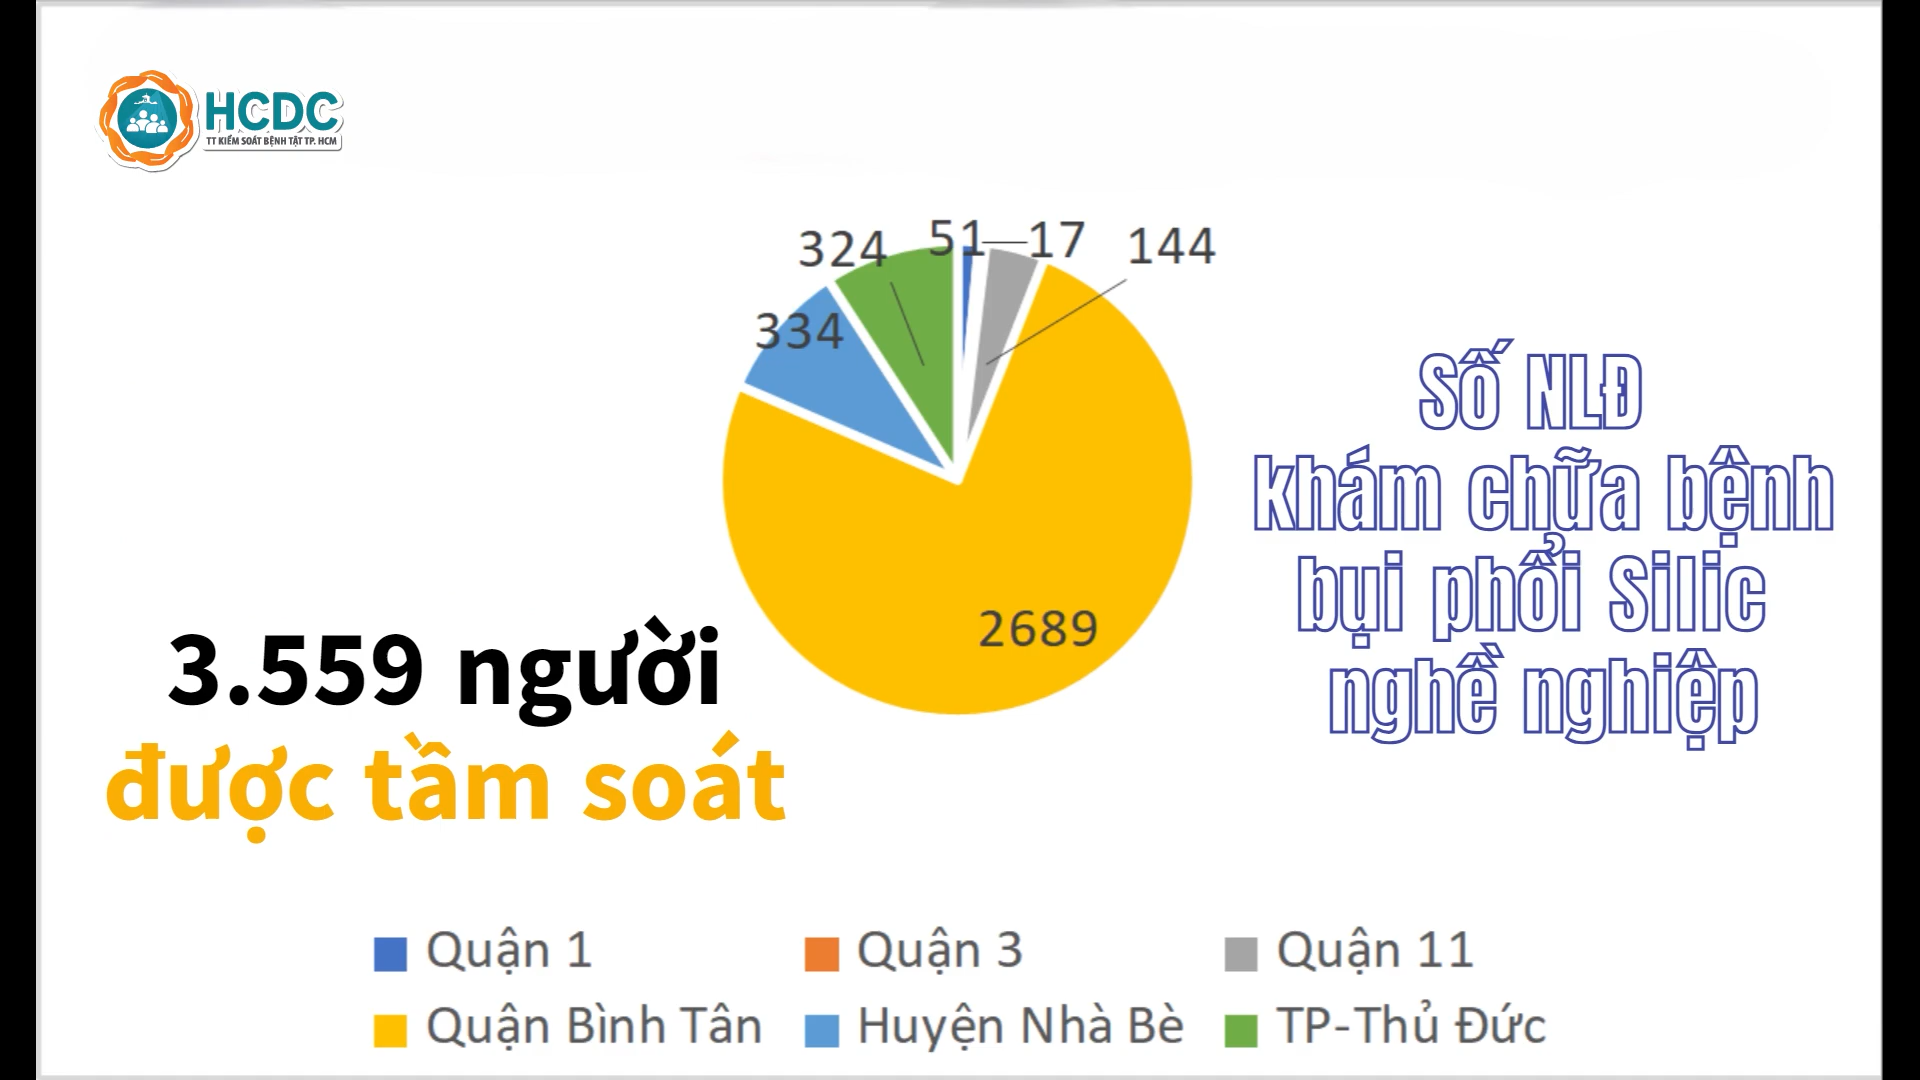 HCDC
TT KIỂM SOÁT BỆNH TẬT TP. HCM
324
51
17
144
334
2689
Số NLĐ
khám chữa bệnh
bụi phổi Silic
nghề nghiệp
3.559 người
được tầm soát
Quận 1
Quận 3
Quận 11
Quận Bình Tân
Huyện Nhà Bè
TP-Thủ Đức